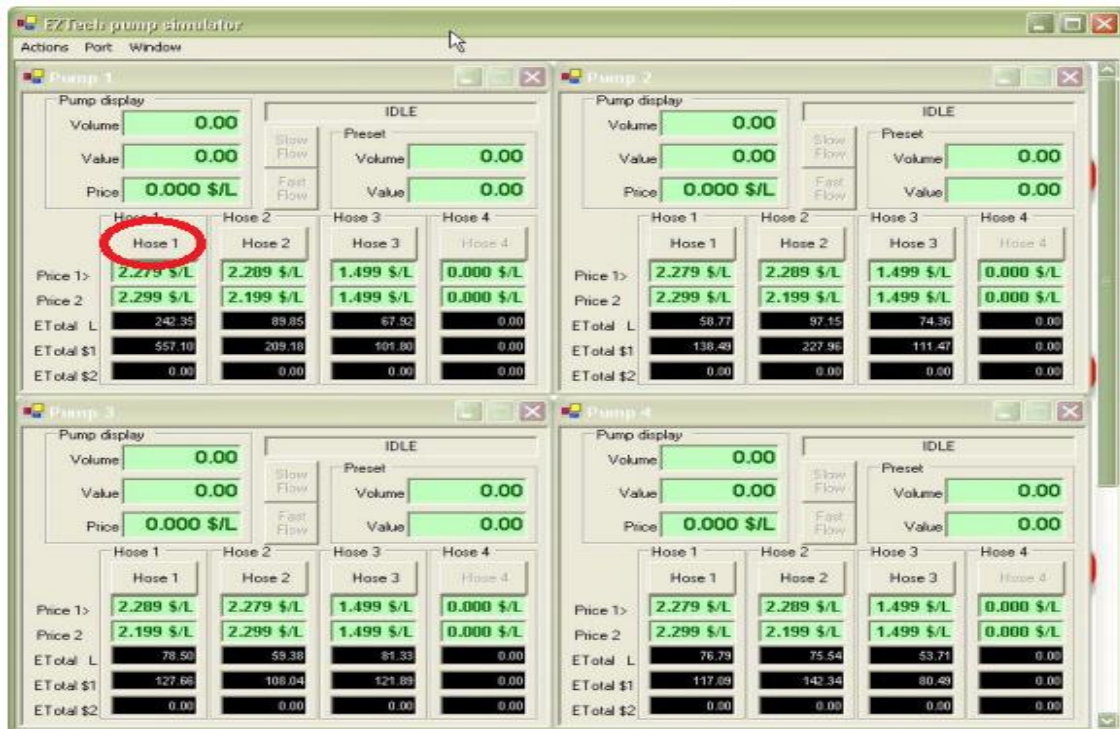 EZTech pump simulator
Actions Port Window
Pump 1
Pump display
Volume 0.00
Value 0.00
Price 0.000 $/L
IDLE
Slow Flow
Fast Flow
Preset
Volume 0.00
Value 0.00
Hose 1 Hose 2 Hose 3 Hose 4
Hose 1 Hose 2 Hose 3 Hose 4
Price 1> 2.279 $/L 2.289 $/L 1.499 $/L 0.000 $/L
Price 2 2.299 $/L 2.199 $/L 1.499 $/L 0.000 $/L
ETotal L 242.35 89.85 67.92 0.00
ETotal $1 557.10 209.18 101.80 0.00
ETotal $2 0.00 0.00 0.00 0.00
Pump 2
Pump display
Volume 0.00
Value 0.00
Price 0.000 $/L
IDLE
Slow Flow
Fast Flow
Preset
Volume 0.00
Value 0.00
Hose 1 Hose 2 Hose 3 Hose 4
Hose 1 Hose 2 Hose 3 Hose 4
Price 1> 2.279 $/L 2.289 $/L 1.499 $/L 0.000 $/L
Price 2 2.299 $/L 2.199 $/L 1.499 $/L 0.000 $/L
ETotal L 58.77 97.15 74.36 0.00
ETotal $1 138.49 227.96 111.47 0.00
ETotal $2 0.00 0.00 0.00 0.00
Pump 3
Pump display
Volume 0.00
Value 0.00
Price 0.000 $/L
IDLE
Slow Flow
Fast Flow
Preset
Volume 0.00
Value 0.00
Hose 1 Hose 2 Hose 3 Hose 4
Hose 1 Hose 2 Hose 3 Hose 4
Price 1> 2.289 $/L 2.279 $/L 1.499 $/L 0.000 $/L
Price 2 2.199 $/L 2.299 $/L 1.499 $/L 0.000 $/L
ETotal L 78.50 59.38 81.33 0.00
ETotal $1 127.66 108.04 121.89 0.00
ETotal $2 0.00 0.00 0.00 0.00
Pump 4
Pump display
Volume 0.00
Value 0.00
Price 0.000 $/L
IDLE
Slow Flow
Fast Flow
Preset
Volume 0.00
Value 0.00
Hose 1 Hose 2 Hose 3 Hose 4
Hose 1 Hose 2 Hose 3 Hose 4
Price 1> 2.279 $/L 2.289 $/L 1.499 $/L 0.000 $/L
Price 2 2.299 $/L 2.199 $/L 1.499 $/L 0.000 $/L
ETotal L 76.79 75.54 53.71 0.00
ETotal $1 117.09 142.34 80.49 0.00
ETotal $2 0.00 0.00 0.00 0.00